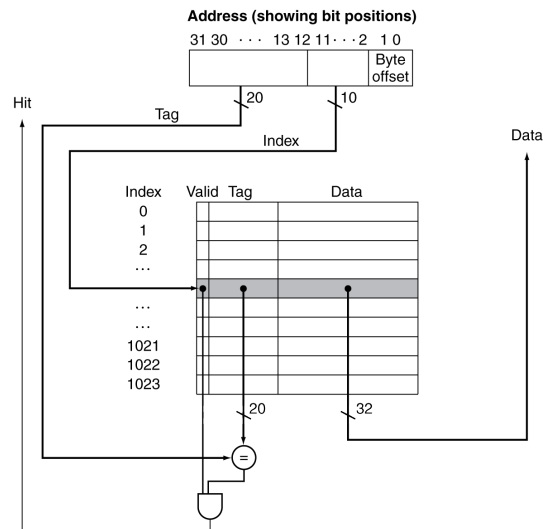 Address (showing bit positions)
31 30 · · · 13 12 11 · · · 2 1 0
Byte
offset
20
10
Hit
Tag
Index
Data
Index Valid Tag Data
0
1
2
...
...
...
1021
1022
1023
20
32
=